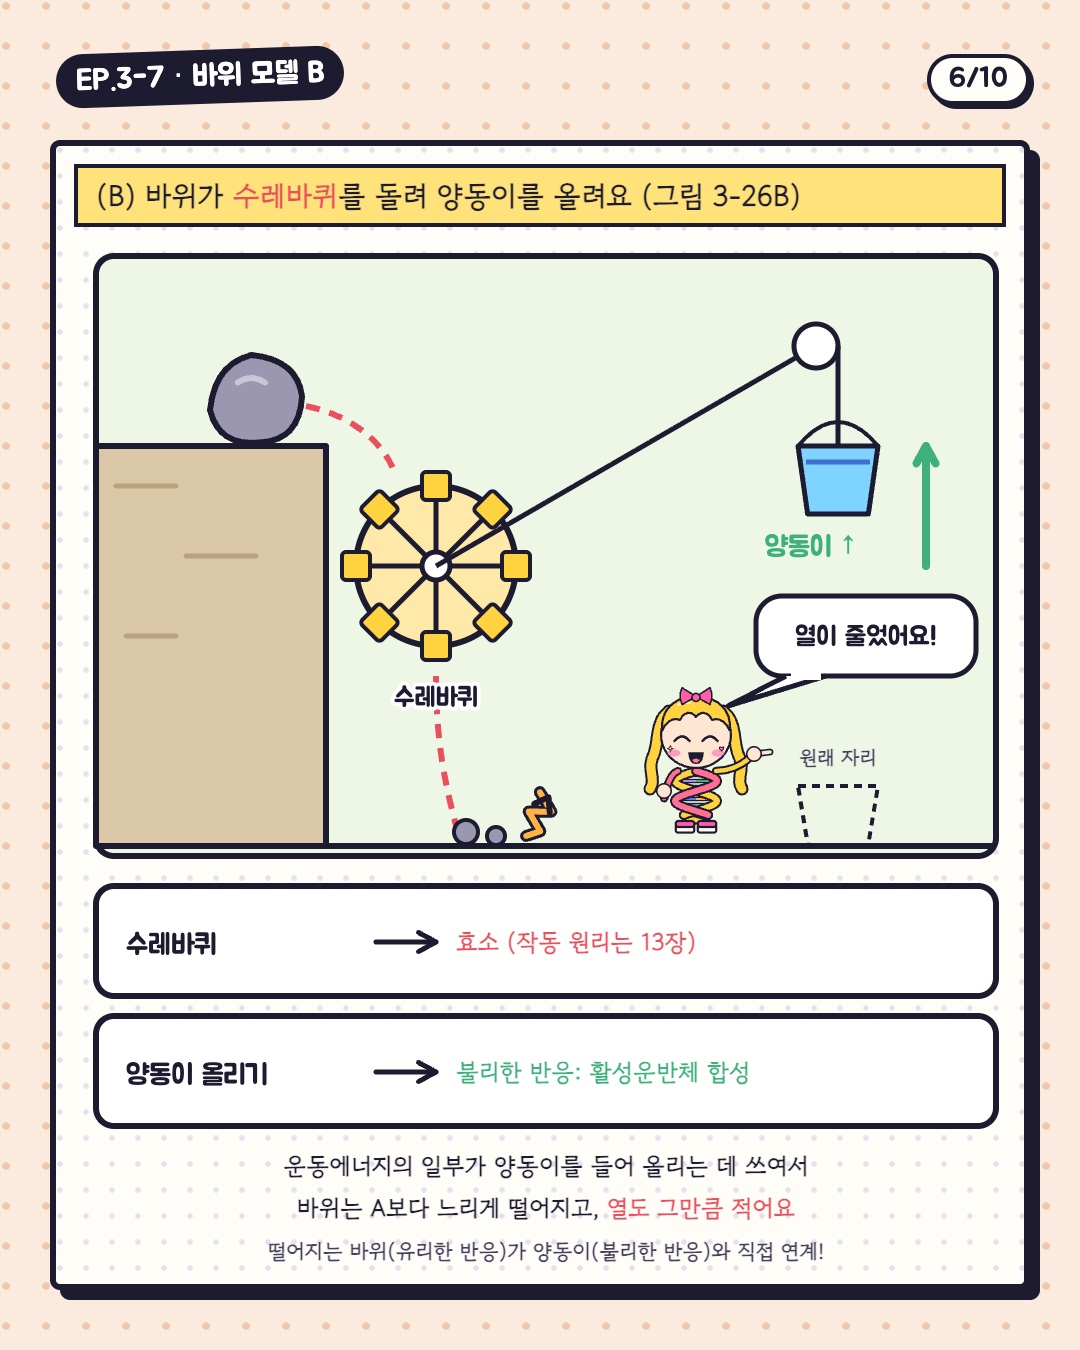 EP.3-7 · 바위 모델 B
6/10
(B) 바위가 수레바퀴를 돌려 양동이를 올려요 (그림 3-26B)
양동이 ↑
열이 줄었어요!
수레바퀴
원래 자리
수레바퀴 → 효소 (작동 원리는 13장)
양동이 올리기 → 불리한 반응: 활성운반체 합성
운동에너지의 일부가 양동이를 들어 올리는 데 쓰여서
바위는 A보다 느리게 떨어지고, 열도 그만큼 적어요
떨어지는 바위(유리한 반응)가 양동이(불리한 반응)와 직접 연계!